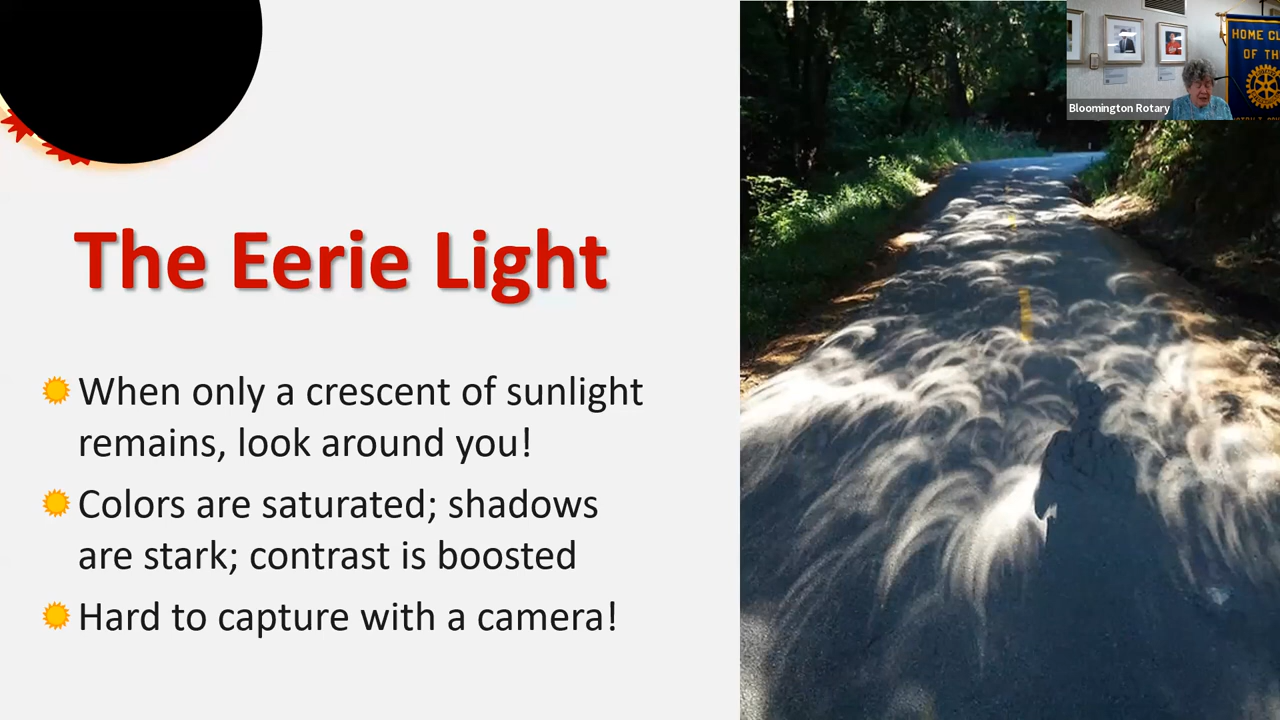 The Eerie Light
When only a crescent of sunlight
remains, look around you!
Colors are saturated; shadows
are stark; contrast is boosted
Hard to capture with a camera!
HOME CL
OF TH
Bloomington Rotary